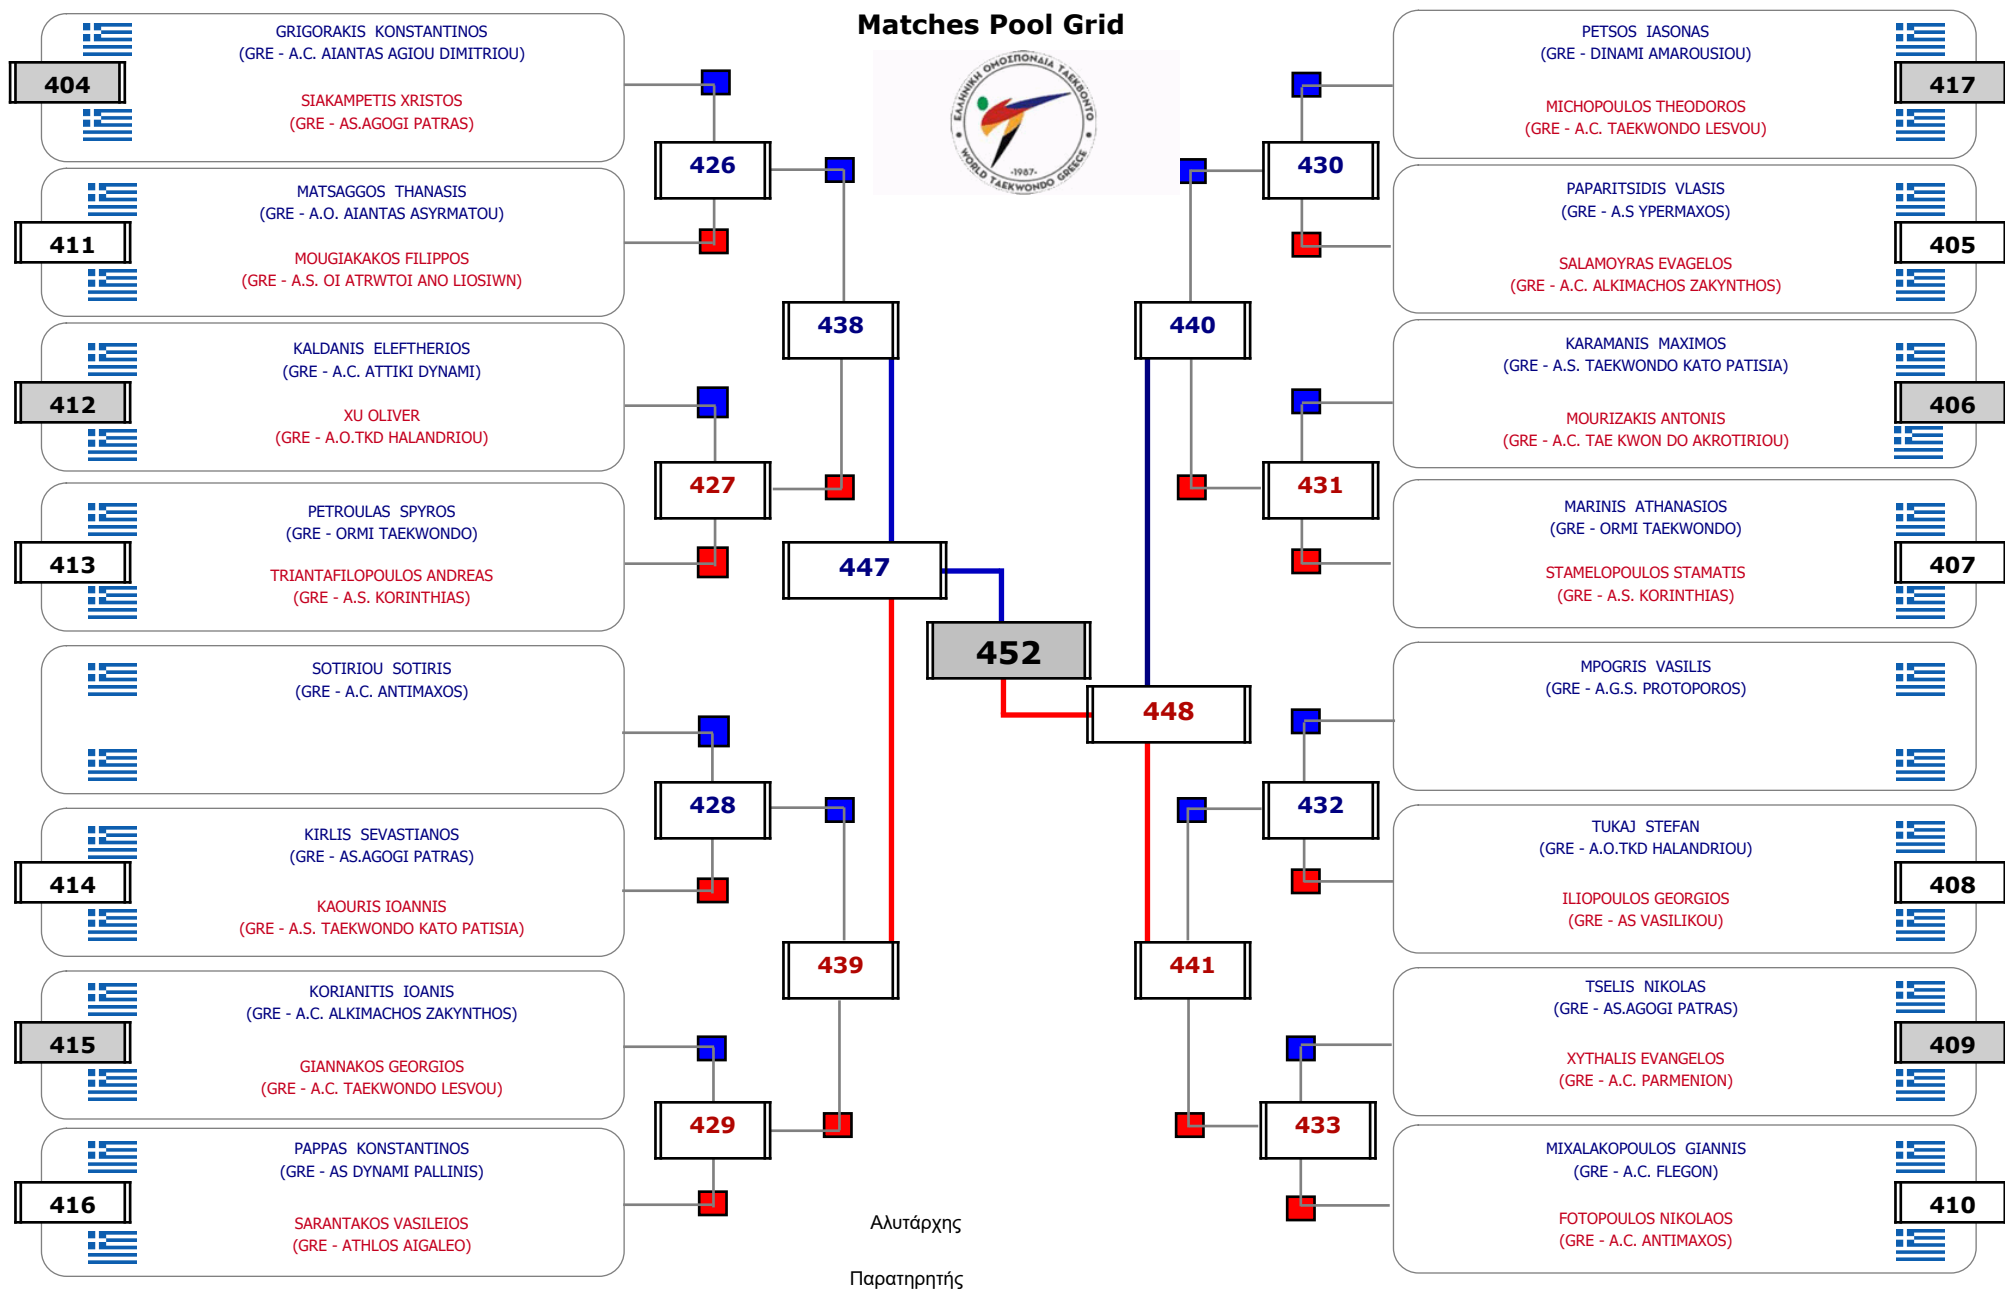 Matches Pool Grid
ΕΛΛΗΝΙΚΗ ΟΜΟΣΠΟΝΔΙΑ ΤΑΕΚΒΟΝΤΟ
WORLD TAEKWONDO GREECE
-1987-
GRIGORAKIS KONSTANTINOS
(GRE - A.C. AIANTAS AGIOU DIMITRIOU)
404
SIAKAMPETIS XRISTOS
(GRE - AS.AGOGI PATRAS)
MATSAGGOS THANASIS
(GRE - A.O. AIANTAS ASYRMATOU)
411
MOUGIAKAKOS FILIPPOS
(GRE - A.S. OI ATRWTOI ANO LIOSIWN)
KALDANIS ELEFTHERIOS
(GRE - A.C. ATTIKI DYNAMI)
412
XU OLIVER
(GRE - A.O.TKD HALANDRIOU)
PETROULAS SPYROS
(GRE - ORMI TAEKWONDO)
413
TRIANTAFILOPOULOS ANDREAS
(GRE - A.S. KORINTHIAS)
SOTIRIOU SOTIRIS
(GRE - A.C. ANTIMAXOS)
KIRLIS SEVASTIANOS
(GRE - AS.AGOGI PATRAS)
414
KAOURIS IOANNIS
(GRE - A.S. TAEKWONDO KATO PATISIA)
KORIANITIS IOANIS
(GRE - A.C. ALKIMACHOS ZAKYNTHOS)
415
GIANNAKOS GEORGIOS
(GRE - A.C. TAEKWONDO LESVOU)
PAPPAS KONSTANTINOS
(GRE - AS DYNAMI PALLINIS)
416
SARANTAKOS VASILEIOS
(GRE - ATHLOS AIGALEO)
426
427
428
429
438
439
447
452
448
440
441
430
431
432
433
PETSOS IASONAS
(GRE - DINAMI AMAROUSIOU)
417
MICHOPOULOS THEODOROS
(GRE - A.C. TAEKWONDO LESVOU)
PAPARITSIDIS VLASIS
(GRE - A.S YPERMAXOS)
405
SALAMOYRAS EVAGELOS
(GRE - A.C. ALKIMACHOS ZAKYNTHOS)
KARAMANIS MAXIMOS
(GRE - A.S. TAEKWONDO KATO PATISIA)
406
MOURIZAKIS ANTONIS
(GRE - A.C. TAE KWON DO AKROTIRIOU)
MARINIS ATHANASIOS
(GRE - ORMI TAEKWONDO)
407
STAMELOPOULOS STAMATIS
(GRE - A.S. KORINTHIAS)
MPOGRIS VASILIS
(GRE - A.G.S. PROTOPOROS)
TUKAJ STEFAN
(GRE - A.O.TKD HALANDRIOU)
408
ILIOPOULOS GEORGIOS
(GRE - AS VASILIKOU)
TSELIS NIKOLAS
(GRE - AS.AGOGI PATRAS)
409
XYTHALIS EVANGELOS
(GRE - A.C. PARMENION)
MIXALAKOPOULOS GIANNIS
(GRE - A.C. FLEGON)
410
FOTOPOULOS NIKOLAOS
(GRE - A.C. ANTIMAXOS)
Αλυτάρχης
Παρατηρητής